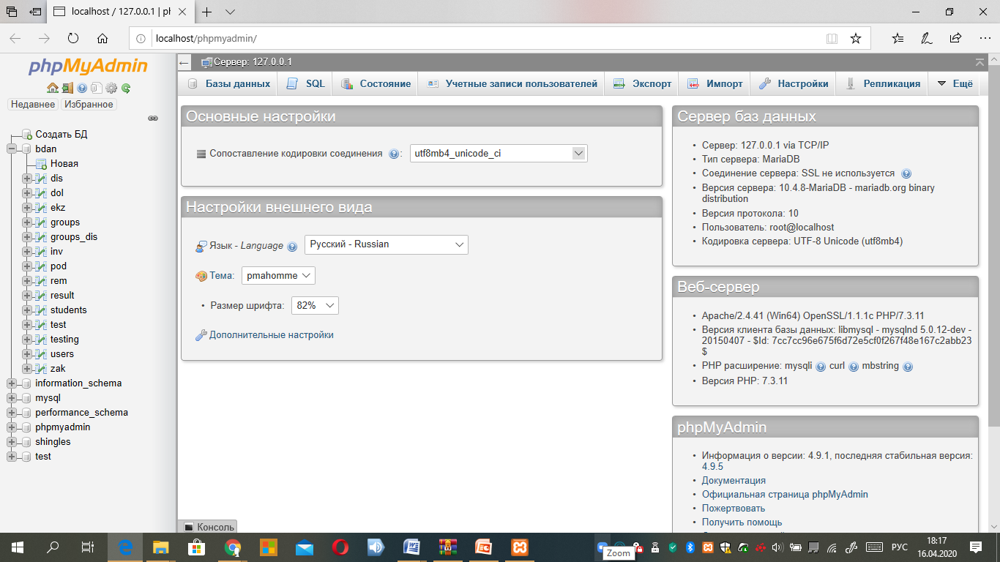 localhost / 127.0.0.1 | ph
localhost/phpmyadmin/
phpMyAdmin
Недавнее Избранное
Создать БД
bdan
Новая
dis
dol
ekz
groups
groups_dis
inv
pod
rem
result
students
test
testing
users
zak
information_schema
mysql
performance_schema
phpmyadmin
shingles
test
Сервер: 127.0.0.1
Базы данных SQL Состояние Учетные записи пользователей Экспорт Импорт Настройки Репликация Ещё
Основные настройки
Сопоставление кодировки соединения : utf8mb4_unicode_ci
Настройки внешнего вида
Язык - Language Русский - Russian
Тема: pmahomme
• Размер шрифта: 82%
Дополнительные настройки
Сервер баз данных
• Сервер: 127.0.0.1 via TCP/IP
• Тип сервера: MariaDB
• Соединение сервера: SSL не используется
• Версия сервера: 10.4.8-MariaDB - mariadb.org binary
distribution
• Версия протокола: 10
• Пользователь: root@localhost
• Кодировка сервера: UTF-8 Unicode (utf8mb4)
Веб-сервер
• Apache/2.4.41 (Win64) OpenSSL/1.1.1c PHP/7.3.11
• Версия клиента базы данных: libmysql - mysqlnd 5.0.12-dev -
20150407 - $Id: 7cc7cc96e675f6d72e5cf0f267f48e167c2abb23
$
• PHP расширение: mysqli curl mbstring
• Версия PHP: 7.3.11
phpMyAdmin
• Информация о версии: 4.9.1, последняя стабильная версия:
4.9.5
• Документация
• Официальная страница phpMyAdmin
• Пожертвовать
• Получить помощь
Консоль
Zoom
РУС
18:17
16.04.2020